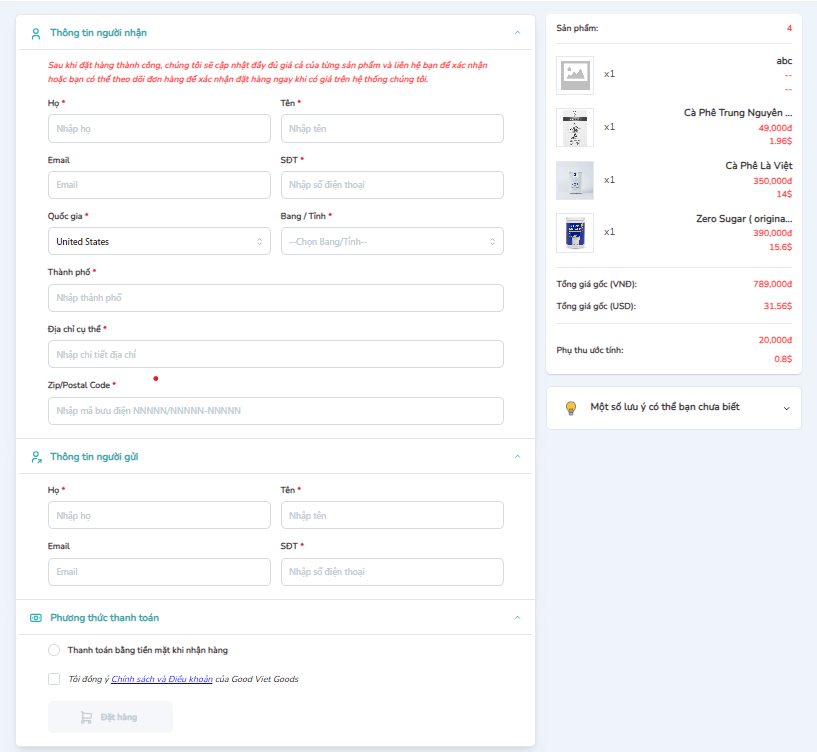 Thông tin người nhận
Sau khi đặt hàng thành công, chúng tôi sẽ cập nhật đầy đủ giá cả của từng sản phẩm và liên hệ bạn để xác nhận
hoặc bạn có thể theo dõi đơn hàng để xác nhận đặt hàng ngay khi có giá trên hệ thống chúng tôi.
Họ * Tên *
Nhập họ Nhập tên
Email SĐT *
Email Nhập số điện thoại
Quốc gia * Bang / Tỉnh *
United States --Chọn Bang/Tỉnh--
Thành phố *
Nhập thành phố
Địa chỉ cụ thể *
Nhập chi tiết địa chỉ
Zip/Postal Code *
Nhập mã bưu điện NNNNN/NNNNN-NNNNN
Thông tin người gửi
Họ * Tên *
Nhập họ Nhập tên
Email SĐT *
Email Nhập số điện thoại
Phương thức thanh toán
Thanh toán bằng tiền mặt khi nhận hàng
Tôi đồng ý Chính sách và Điều khoản của Good Viet Goods
Đặt hàng
Sản phẩm: 4
abc
x1 --
--
Cà Phê Trung Nguyên ...
x1 49,000đ
1.96$
Cà Phê Là Việt
x1 350,000đ
14$
Zero Sugar ( origina...
x1 390,000đ
15.6$
Tổng giá gốc (VNĐ): 789,000đ
Tổng giá gốc (USD): 31.56$
Phụ thu ước tính: 20,000đ
0.8$
Một số lưu ý có thể bạn chưa biết